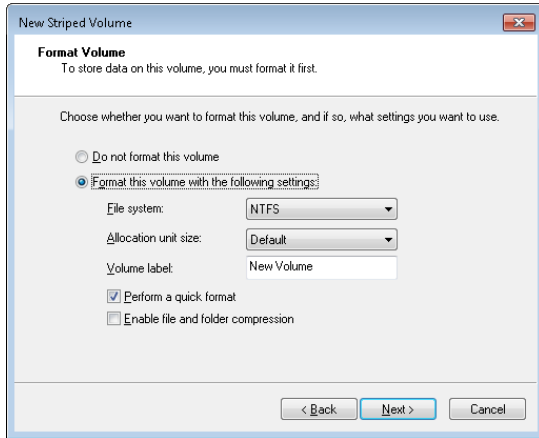 New Striped Volume
Format Volume
To store data on this volume, you must format it first.
Choose whether you want to format this volume, and if so, what settings you want to use.
Do not format this volume
Format this volume with the following settings:
File system: NTFS
Allocation unit size: Default
Volume label: New Volume
Perform a quick format
Enable file and folder compression
< Back Next > Cancel